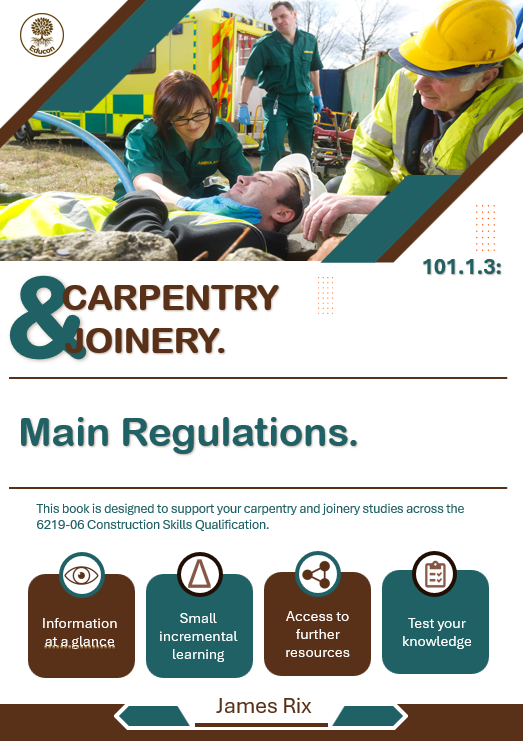 Educon
AMBULANCE
101.1.3:
CARPENTRY
&
JOINERY.
Main Regulations.
This book is designed to support your carpentry and joinery studies across the
6219-06 Construction Skills Qualification.
Information
at a glance
Small
incremental
learning
Access to
further
resources
Test your
knowledge
James Rix